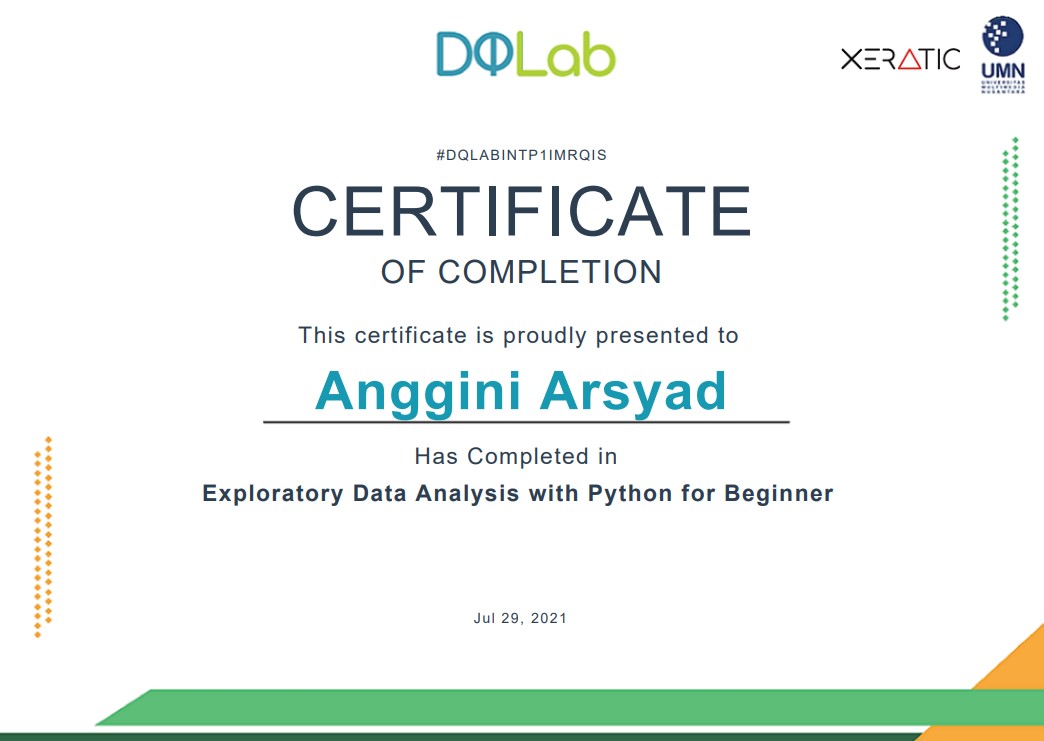 DQLab
XERATIC
UMN
UNIVERSITAS
MULTIMEDIA
NUSANTARA
#DQLABINTP1IMRQIS
CERTIFICATE
OF COMPLETION
This certificate is proudly presented to
Anggini Arsyad
Has Completed in
Exploratory Data Analysis with Python for Beginner
Jul 29, 2021